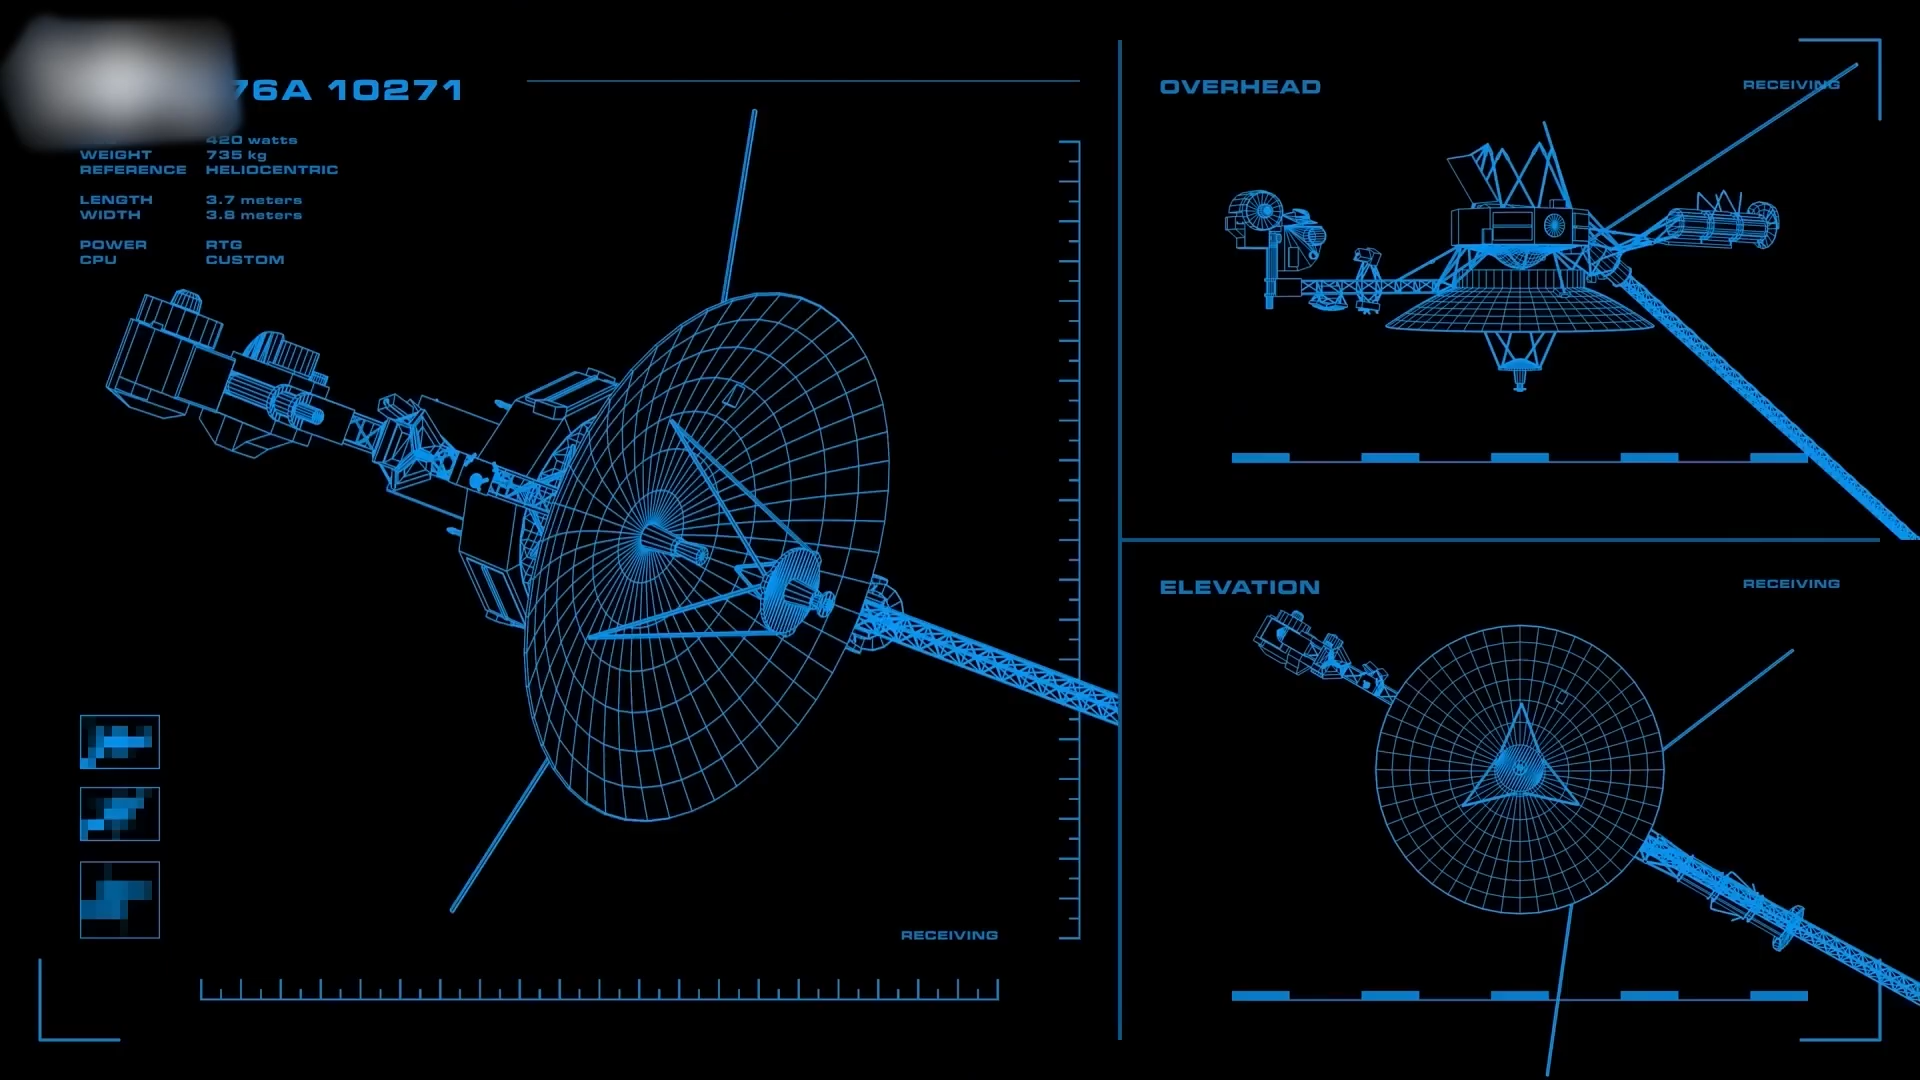 76A 10271
420 watts
WEIGHT 735 kg
REFERENCE HELIOCENTRIC
LENGTH 3.7 meters
WIDTH 3.8 meters
POWER RTG
CPU CUSTOM
RECEIVING
OVERHEAD
RECEIVING
ELEVATION
RECEIVING